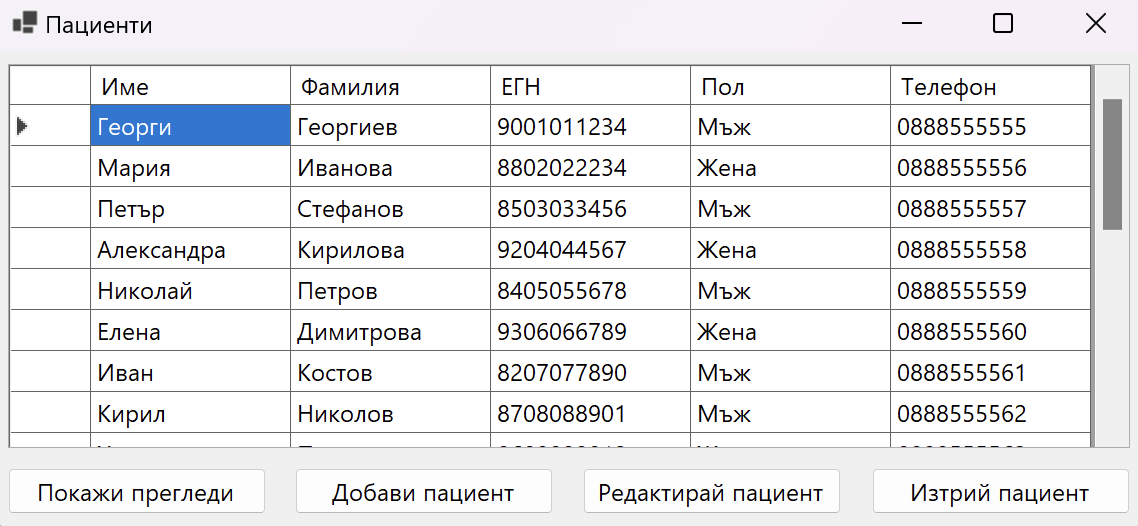 Пациенти
Име Фамилия ЕГН Пол Телефон
Георги Георгиев 9001011234 Мъж 0888555555
Мария Иванова 8802022234 Жена 0888555556
Петър Стефанов 8503033456 Мъж 0888555557
Александра Кирилова 9204044567 Жена 0888555558
Николай Петров 8405055678 Мъж 0888555559
Елена Димитрова 9306066789 Жена 0888555560
Иван Костов 8207077890 Мъж 0888555561
Кирил Николов 8708088901 Мъж 0888555562
Покажи прегледи Добави пациент Редактирай пациент Изтрий пациент